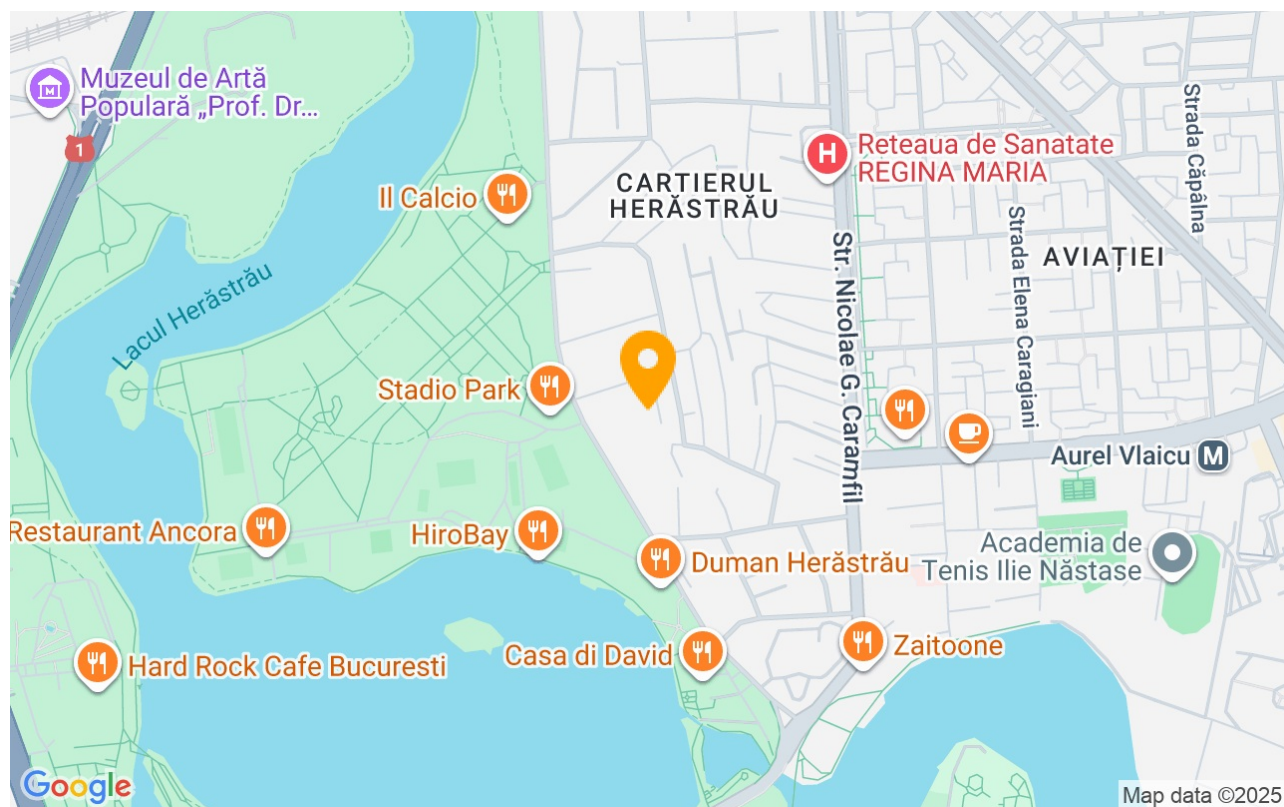 Muzeul de Artă
Populară „Prof. Dr...
1
Strada Căpâlna
H
Reteaua de Sanatate
REGINA MARIA
Il Calcio
CARTIERUL
HERĂSTRĂU
Str. Nicolae G. Caramfil
Strada Elena Caragiani
AVIAȚIEI
Lacul Herăstrău
Stadio Park
Aurel Vlaicu M
Restaurant Ancora
HiroBay
Duman Herăstrău
Academia de
Tenis Ilie Năstase
Casa di David
Zaitoone
Hard Rock Cafe Bucuresti
Google
Map data ©2025